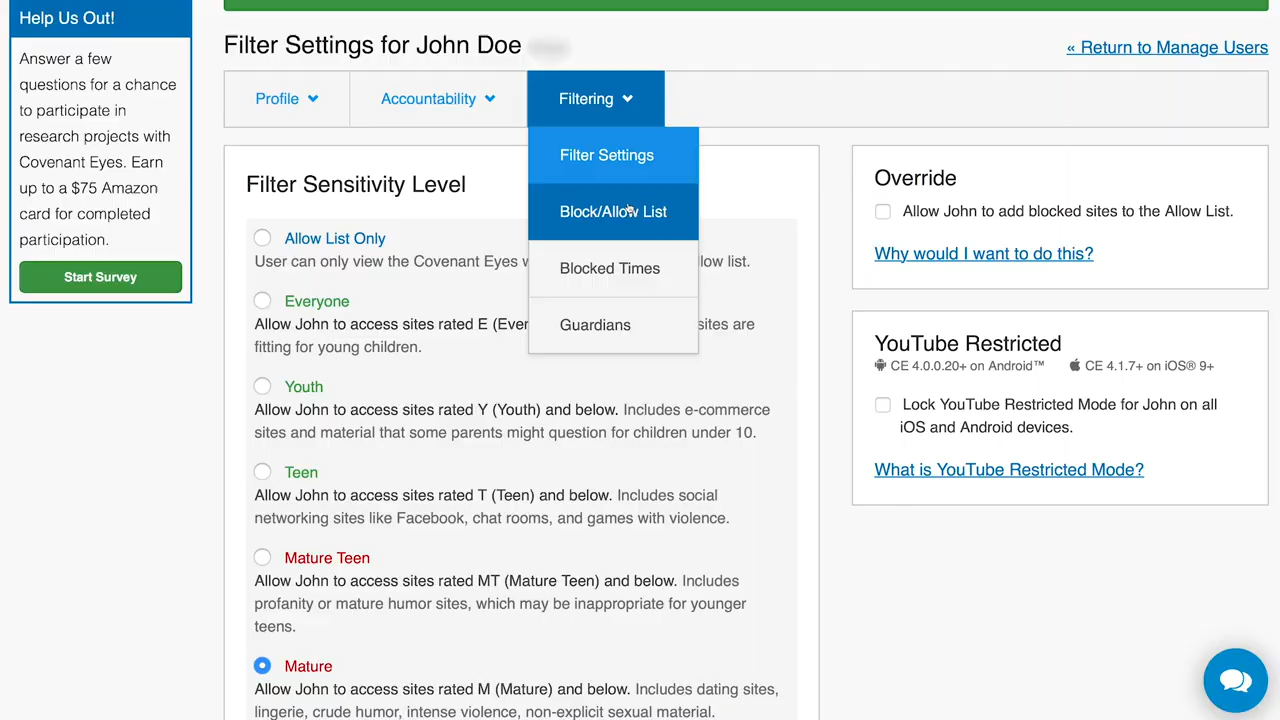 Help Us Out!
Answer a few
questions for a chance
to participate in
research projects with
Covenant Eyes. Earn
up to a $75 Amazon
card for completed
participation.
Start Survey
Filter Settings for John Doe
« Return to Manage Users
Profile
Accountability
Filtering
Filter Settings
Block/Allow List
Blocked Times
Guardians
Filter Sensitivity Level
Allow List Only
User can only view the Covenant Eyes llow list.
Everyone
Allow John to access sites rated E (Ever sites are
fitting for young children.
Youth
Allow John to access sites rated Y (Youth) and below. Includes e-commerce
sites and material that some parents might question for children under 10.
Teen
Allow John to access sites rated T (Teen) and below. Includes social
networking sites like Facebook, chat rooms, and games with violence.
Mature Teen
Allow John to access sites rated MT (Mature Teen) and below. Includes
profanity or mature humor sites, which may be inappropriate for younger
teens.
Mature
Allow John to access sites rated M (Mature) and below. Includes dating sites,
lingerie, crude humor, intense violence, non-explicit sexual material.
Override
Allow John to add blocked sites to the Allow List.
Why would I want to do this?
YouTube Restricted
CE 4.0.0.20+ on Android™ CE 4.1.7+ on iOS® 9+
Lock YouTube Restricted Mode for John on all
iOS and Android devices.
What is YouTube Restricted Mode?